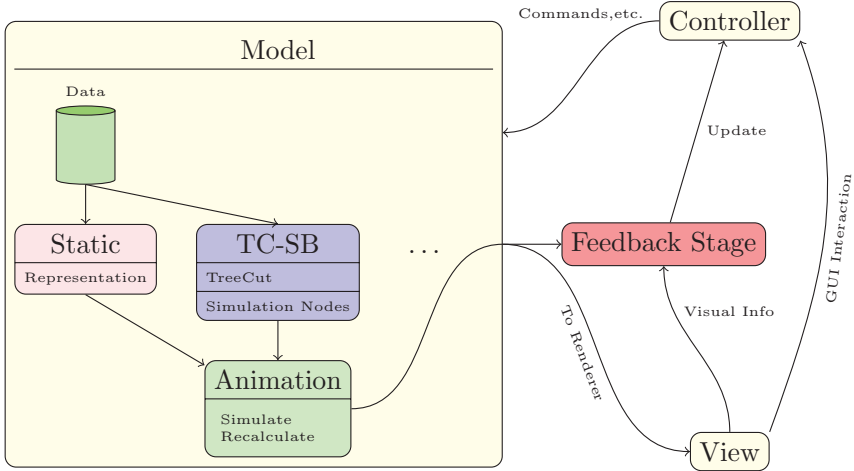 Commands,etc.
Controller
Model
Data
Update
GUI Interaction
Static
Representation
TC-SB
TreeCut
Simulation Nodes
...
Feedback Stage
Visual Info
To Renderer
Animation
Simulate
Recalculate
View